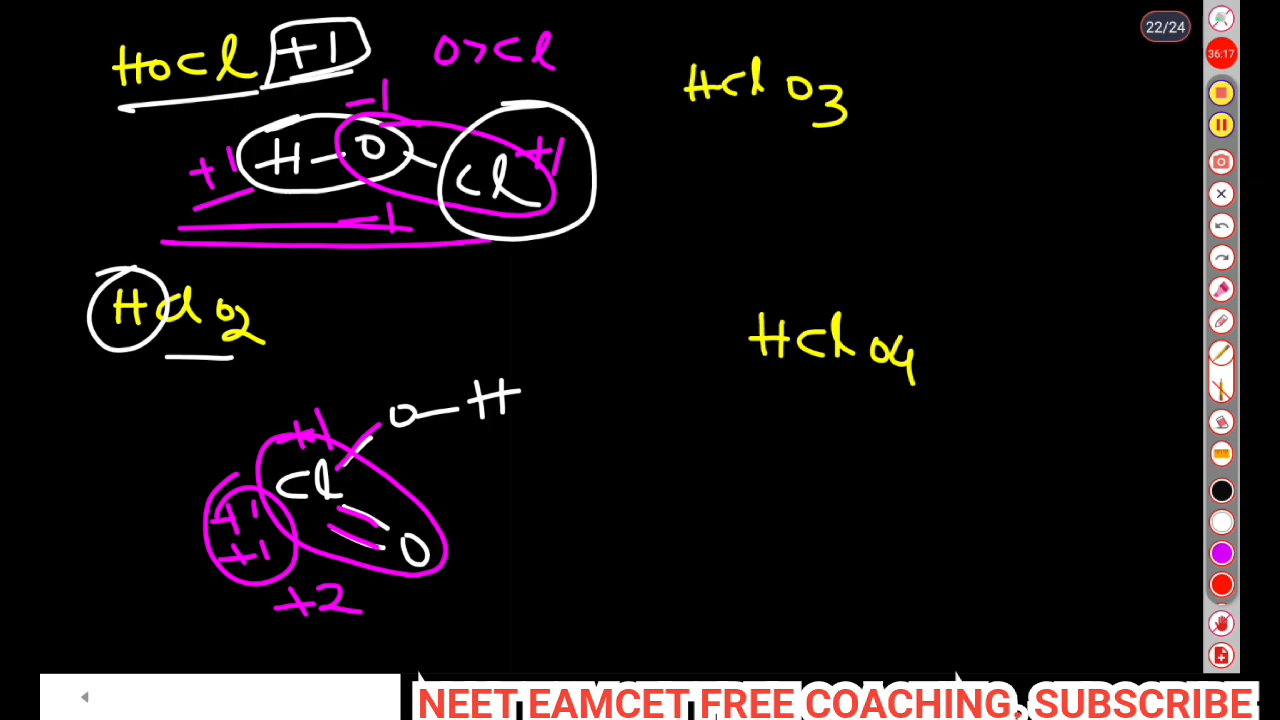 HOCl +1 O>Cl
-1
+1 H-O-Cl +1
-1
HClO2
O-H
+1
Cl
+1
+1
O
+2
HClO3
HClO4
22/24
36:17
NEET EAMCET FREE COACHING, SUBSCRIBE